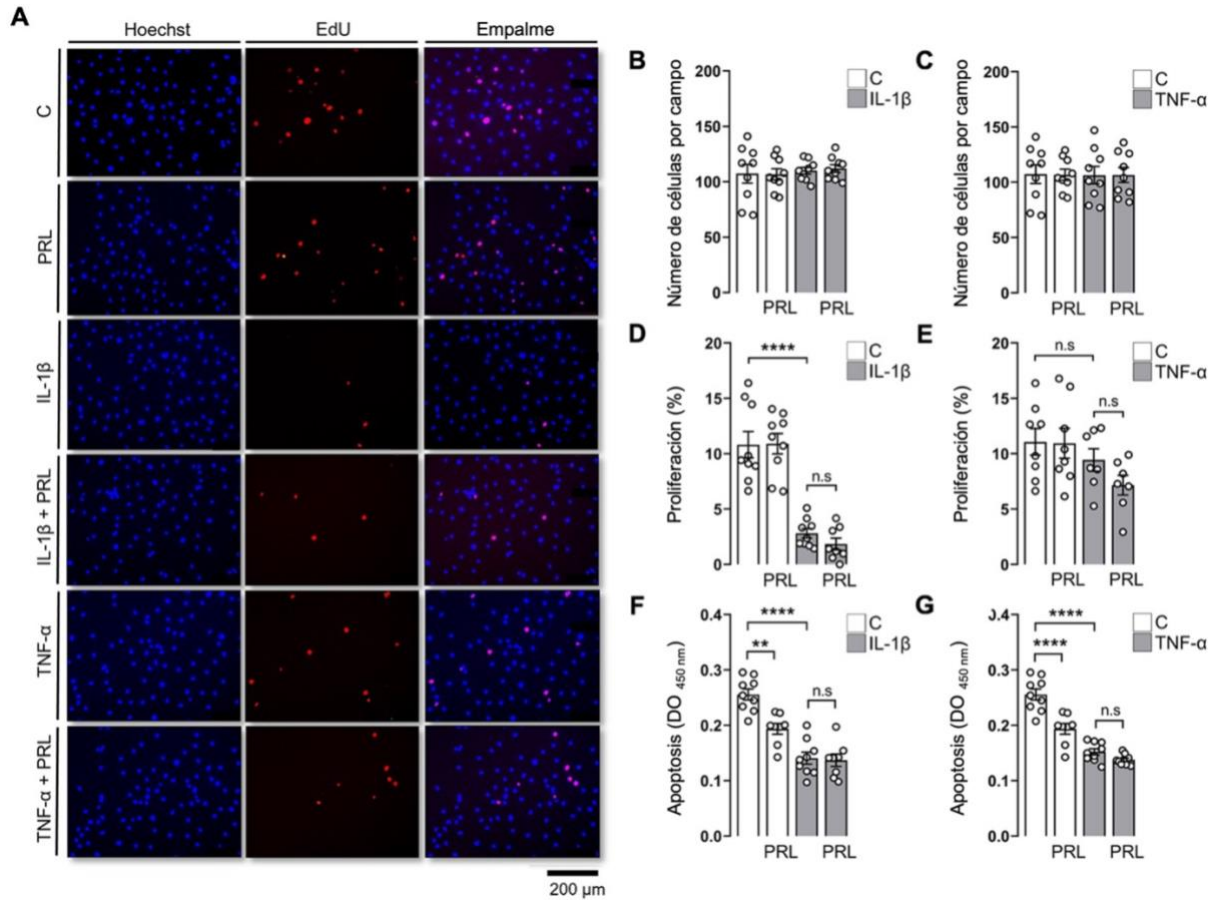 A
Hoechst EdU Empalme
C
PRL
IL-1β
IL-1β + PRL
TNF-α
TNF-α + PRL
200 µm
B
Número de células por campo
200
150
100
50
0
PRL PRL
C
IL-1β
C
Número de células por campo
200
150
100
50
0
PRL PRL
C
TNF-α
D
Proliferación (%)
20
15
10
5
0
****
n.s
PRL PRL
C
IL-1β
E
Proliferación (%)
20
15
10
5
0
n.s
n.s
PRL PRL
C
TNF-α
F
Apoptosis (DO 450 nm)
0.4
0.3
0.2
0.1
0.0
****
**
n.s
PRL PRL
C
IL-1β
G
Apoptosis (DO 450 nm)
J.4
0.3
0.2
0.1
0.0
****
****
n.s
PRL PRL
C
TNF-α